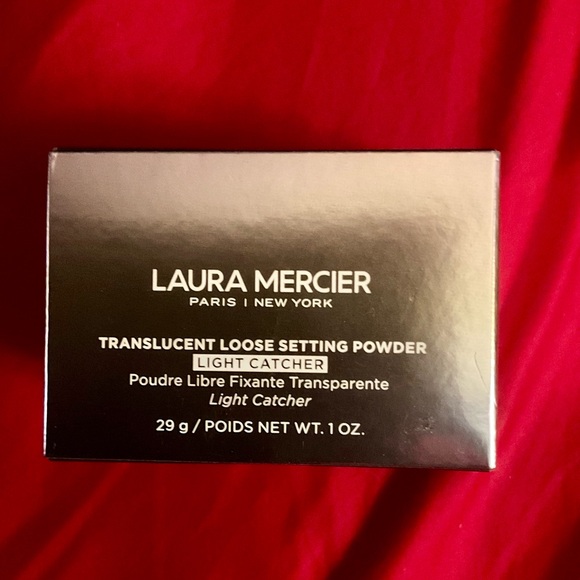 LAURA MERCIER
PARIS | NEW YORK
TRANSLUCENT LOOSE SETTING POWDER
LIGHT CATCHER
Poudre Libre Fixante Transparente
Light Catcher
29 g / POIDS NET WT. 1 OZ.